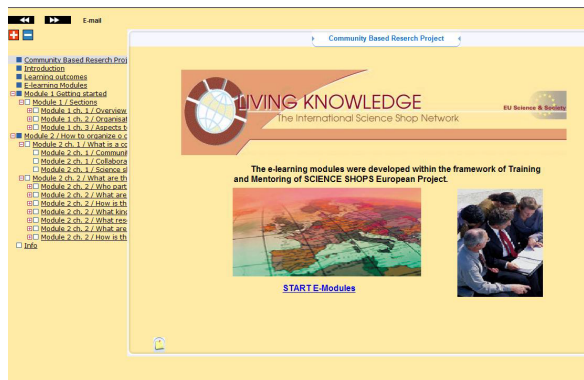 E-mail
Community Based Reserch Proj
Introduction
Learning outcomes
E-learning Modules
Module 1 Getting started
Module 1 / Sections
Module 1 ch. 1 / Overview
Module 1 ch. 2 / Organisat
Module 1 ch. 3 / Aspects t
Module 2 / How to organize o c
Module 2 ch. 1 / What is a cc
Module 2 ch. 1 / Communit
Module 2 ch. 1 / Collabora
Module 2 ch. 1 / Science sl
Module 2 ch. 2 / What are th
Module 2 ch. 2 / Who part
Module 2 ch. 2 / What are
Module 2 ch. 2 / How is th
Module 2 ch. 2 / What kinc
Module 2 ch. 2 / What res
Module 2 ch. 2 / What are
Module 2 ch. 2 / How is th
Info
Community Based Reserch Project
LIVING KNOWLEDGE
The International Science Shop Network
EU Science & Society
The e-learning modules were developed within the framework of Training
and Mentoring of SCIENCE SHOPS European Project.
START E-Modules